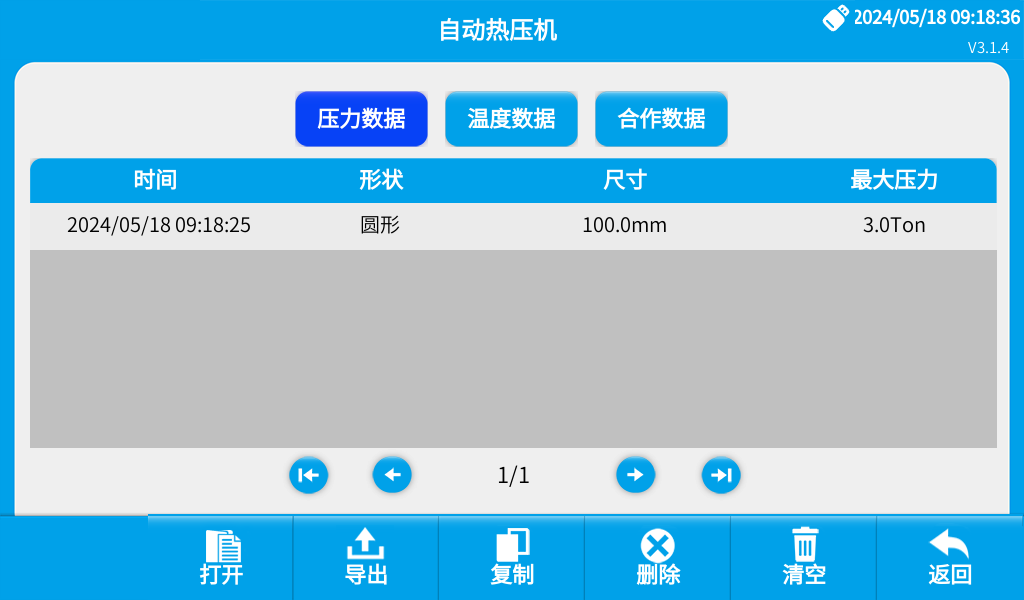 自动热压机
2024/05/18 09:18:36
V3.1.4
压力数据 温度数据 合作数据
时间 形状 尺寸 最大压力
2024/05/18 09:18:25 圆形 100.0mm 3.0Ton
1/1
打开 导出 复制 删除 清空 返回